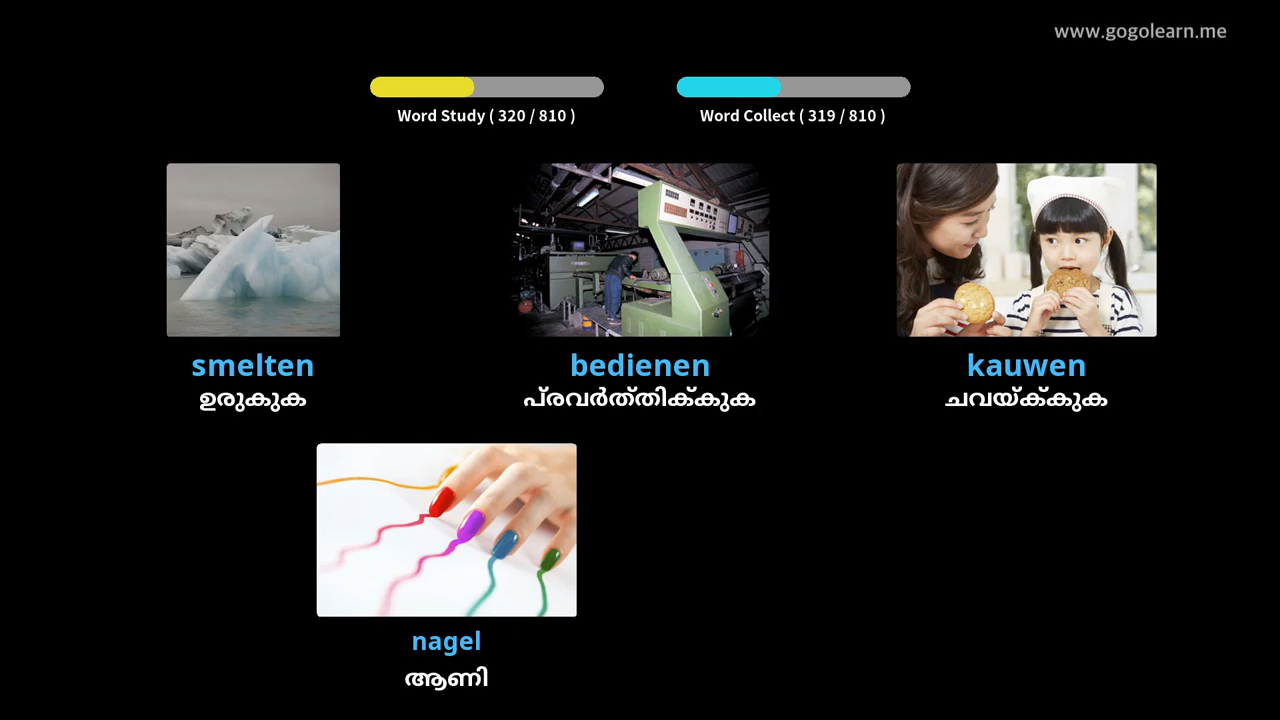 www.gogolearn.me
Word Study ( 320 / 810 )
Word Collect ( 319 / 810 )
smelten
bedienen
kauwen
ഉരുകുക
പ്രവർത്തിക്കുക
ചവയ്ക്കുക
nagel
ആണി